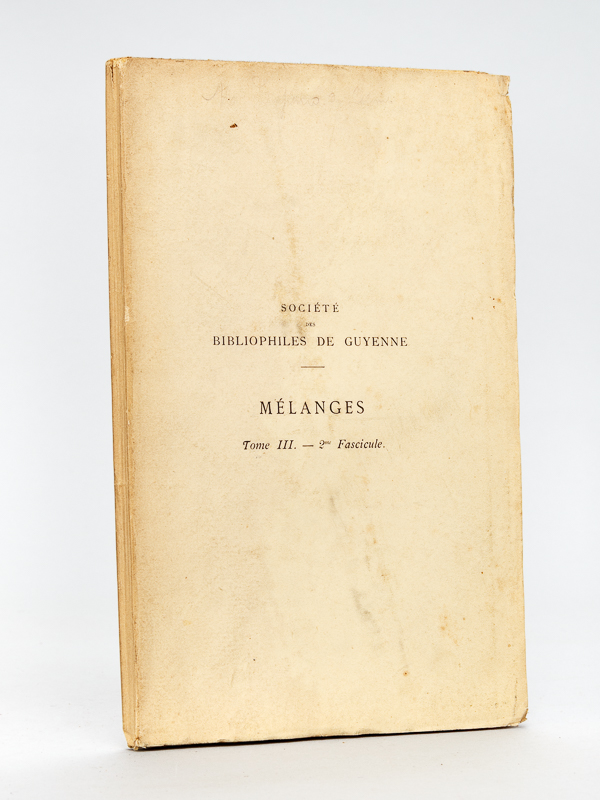 SOCIÉTÉ
DES
BIBLIOPHILES DE GUYENNE
MÉLANGES
Tome III. — 2me Fascicule.